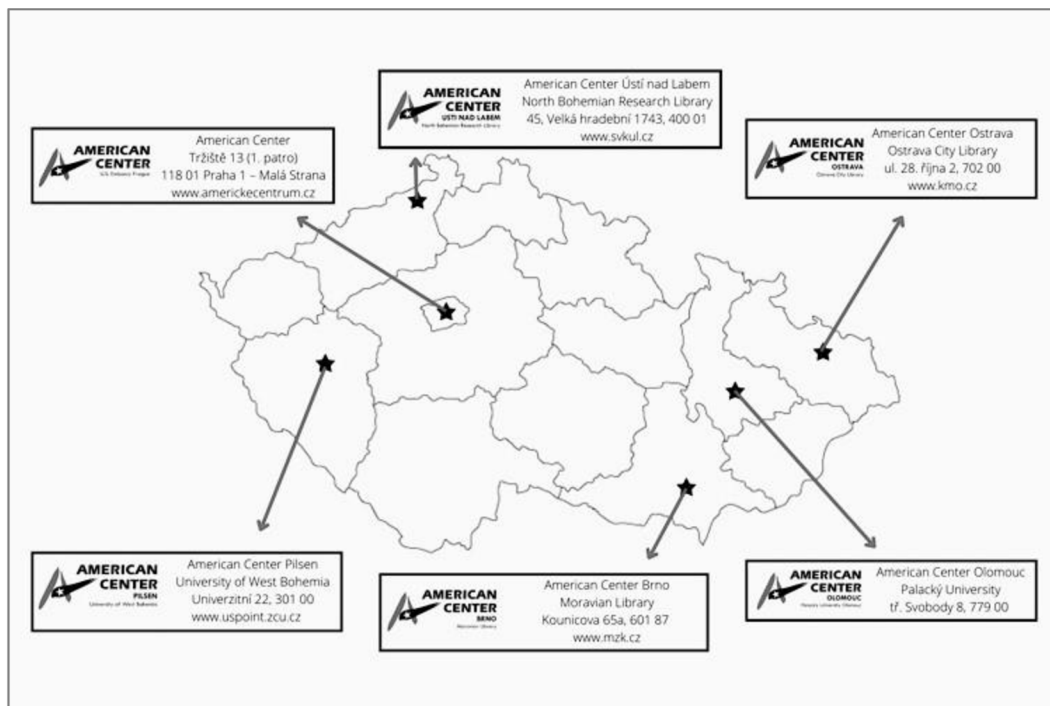 AMERICAN
CENTER
USTI NAD LABEM
North Bohemian Research Library
American Center Ústí nad Labem
North Bohemian Research Library
45, Velká hradební 1743, 400 01
www.svkul.cz
AMERICAN
CENTER
U.S. Embassy Prague
American Center
Tržiště 13 (1. patro)
118 01 Praha 1 – Malá Strana
www.americkecentrum.cz
AMERICAN
CENTER
OSTRAVA
Ostrava City Library
American Center Ostrava
Ostrava City Library
ul. 28. října 2, 702 00
www.kmo.cz
AMERICAN
CENTER
PILSEN
University of West Bohemia
American Center Pilsen
University of West Bohemia
Univerzitní 22, 301 00
www.uspoint.zcu.cz
AMERICAN
CENTER
BRNO
Moravian Library
American Center Brno
Moravian Library
Kounicova 65a, 601 87
www.mzk.cz
AMERICAN
CENTER
OLOMOUC
Palacky University Olomouc
American Center Olomouc
Palacký University
tř. Svobody 8, 779 00